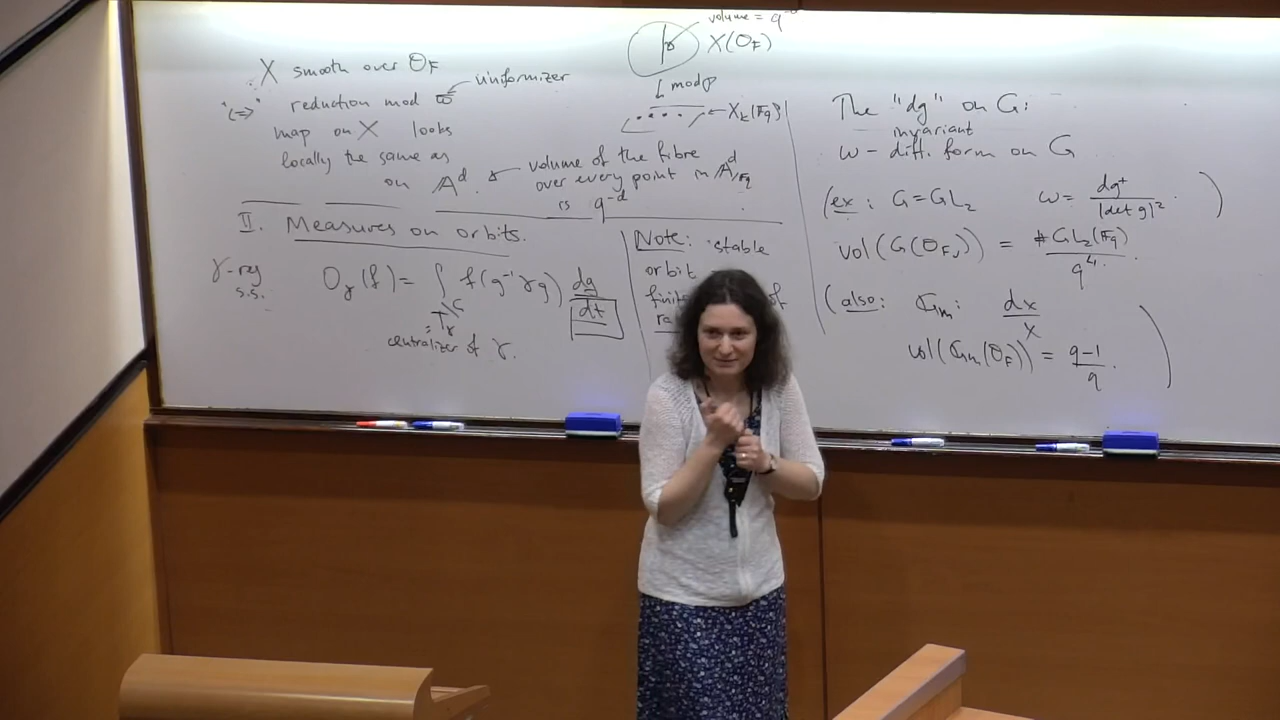 X smooth over O_F
"(⇒)" reduction mod ϖ ← uniformizer
map on X looks
locally the same as
on A^d. ← volume of the fibre
over every point in A^d/F_q
is q^{-d}
volume = q
X(O_F)
↓ mod p
.... ← X_k(F_q)
II. Measures on orbits.
γ-reg
s.s.
O_γ(f) = ∫ f(g^{-1} γ g) dg/dt
T_γ\G
=
centralizer of γ.
Note: stable
orbit
finit of
ra
The "dg" on G:
invariant
ω - diff. form on G
(ex: G = GL_2 ω = dg^+/|det g|^2 )
vol(G(O_F)) = #GL_2(F_q)/q^4.
(also: G_m: dx/x
vol(G_m(O_F)) = q-1/q. )